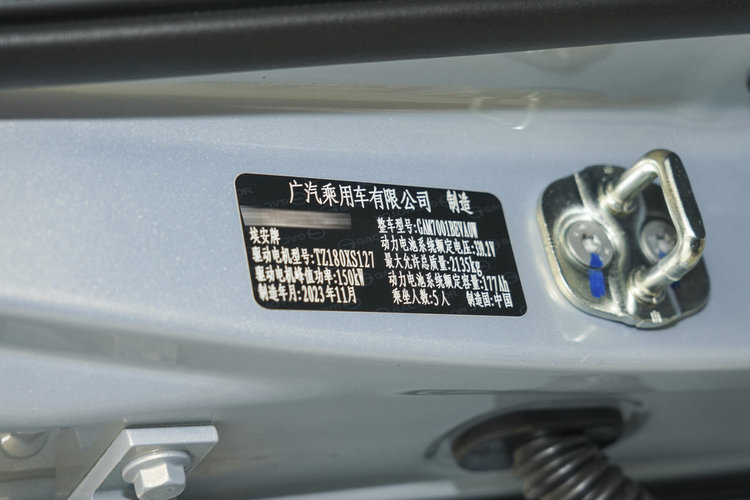 广汽乘用车有限公司 制造
埃安牌
驱动电机型号:TZ180XS127
驱动电机峰值功率:150kW
制造年月:2023年11月
整车型号:GAM7001BEVA0W
动力电池系统额定电压:
最大允许总质量:2135kg
动力电池系统额定容量:177Ah
乘坐人数:5人 制造国:中国